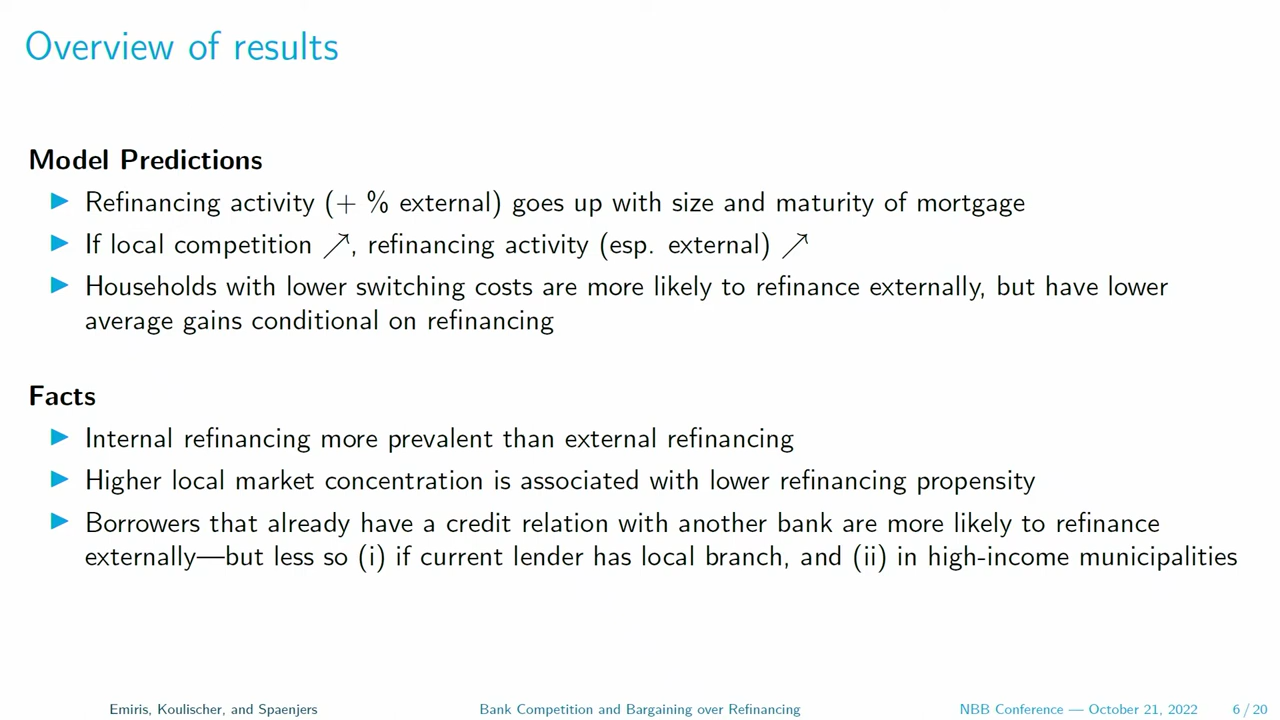 Overview of results
Model Predictions
▶ Refinancing activity (+ % external) goes up with size and maturity of mortgage
▶ If local competition ↗, refinancing activity (esp. external) ↗
▶ Households with lower switching costs are more likely to refinance externally, but have lower
average gains conditional on refinancing
Facts
▶ Internal refinancing more prevalent than external refinancing
▶ Higher local market concentration is associated with lower refinancing propensity
▶ Borrowers that already have a credit relation with another bank are more likely to refinance
externally—but less so (i) if current lender has local branch, and (ii) in high-income municipalities
Emiris, Koulischer, and Spaenjers Bank Competition and Bargaining over Refinancing NBB Conference — October 21, 2022 6 / 20